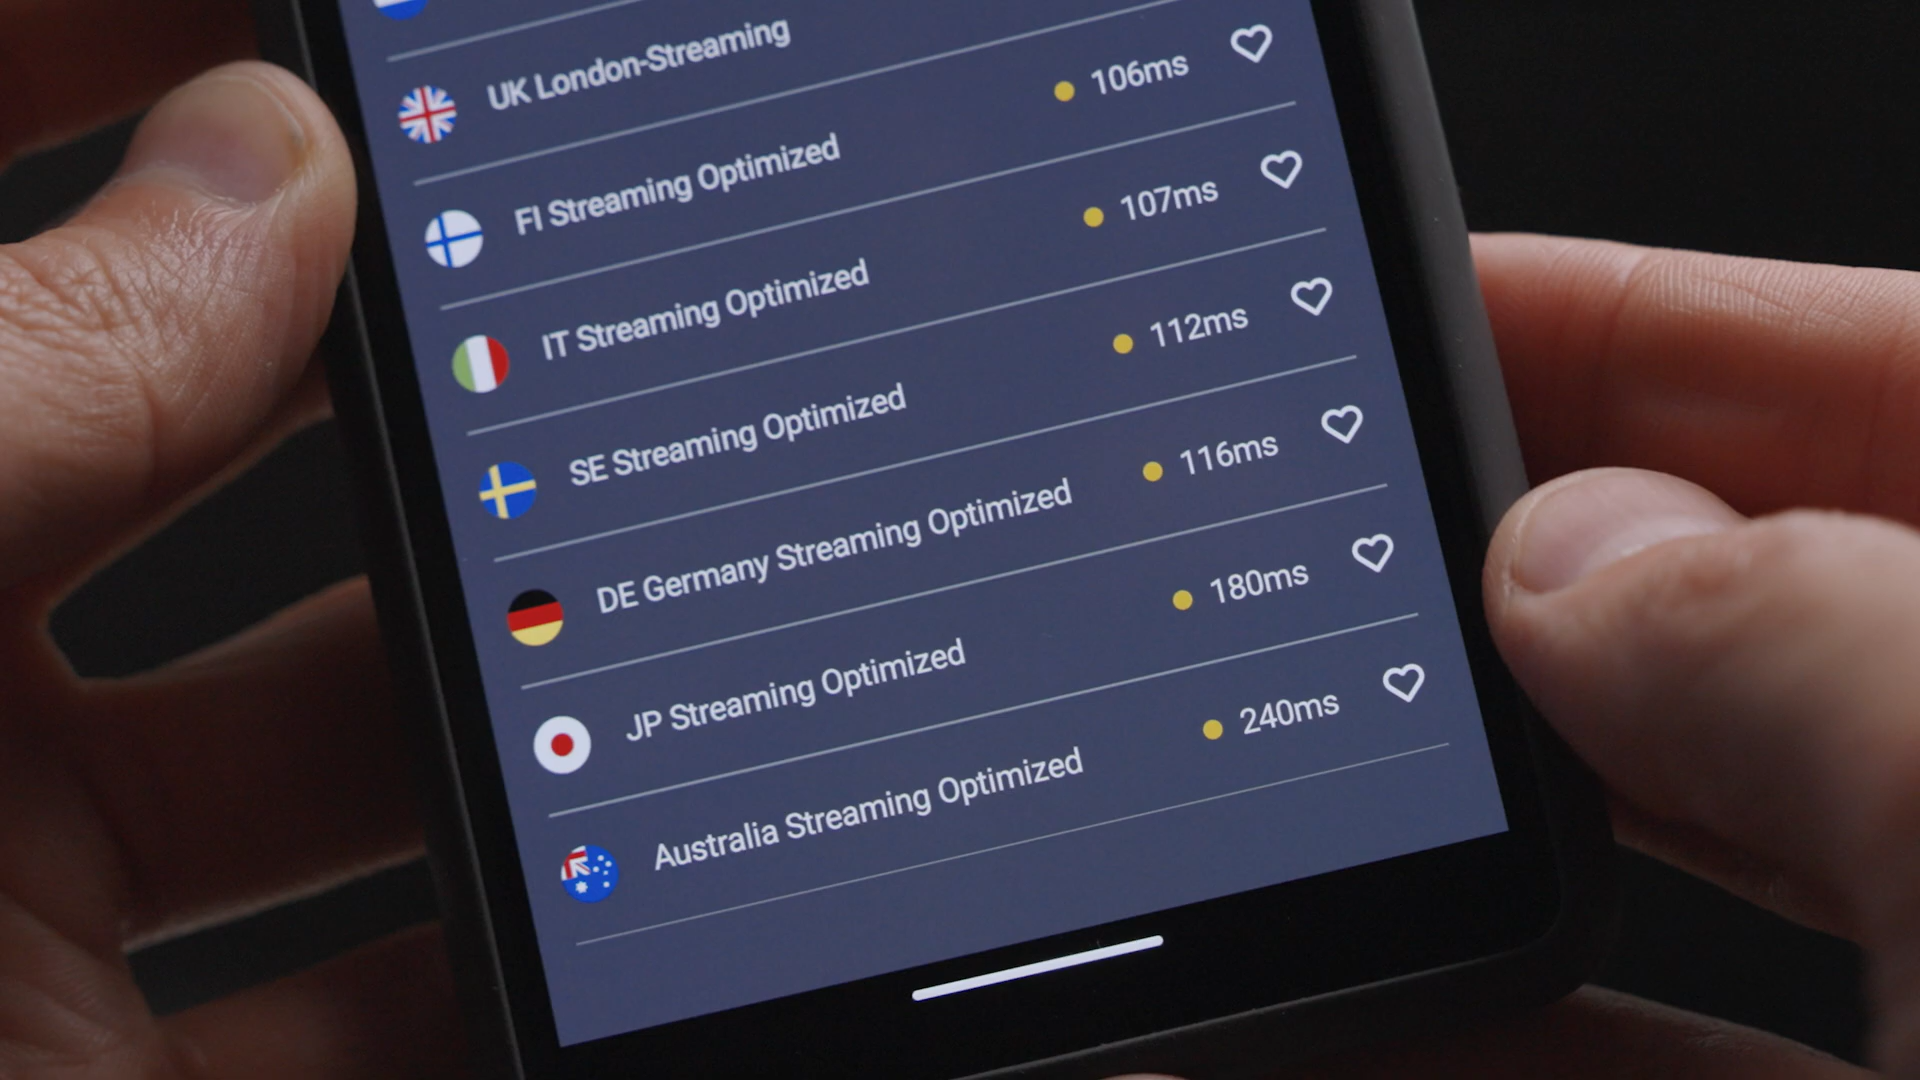 UK London-Streaming
FI Streaming Optimized 106ms
IT Streaming Optimized 107ms
SE Streaming Optimized 112ms
DE Germany Streaming Optimized 116ms
JP Streaming Optimized 180ms
Australia Streaming Optimized 240ms